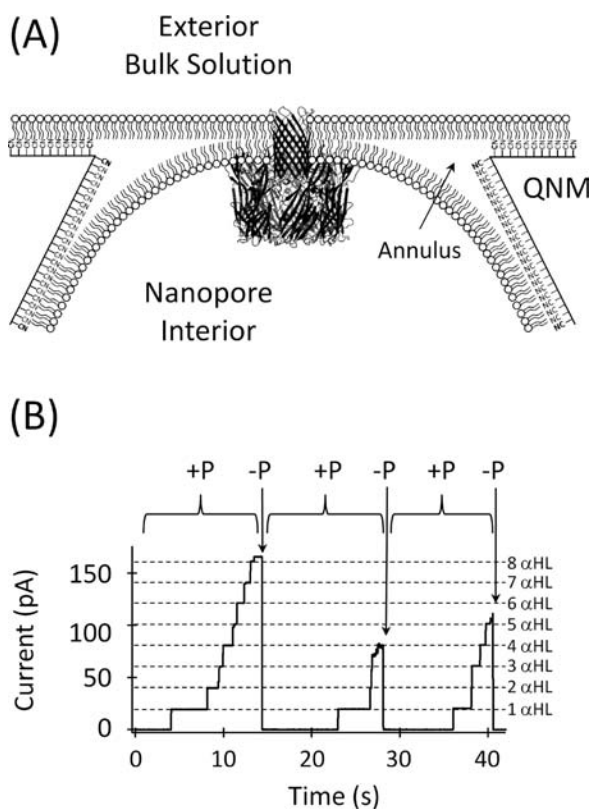 (A)
Exterior
Bulk Solution
QNM
Annulus
Nanopore
Interior
(B)
+P -P +P -P +P -P
150
100
50
0
Current (pA)
8 αHL
7 αHL
6 αHL
5 αHL
4 αHL
3 αHL
2 αHL
1 αHL
0 10 20 30 40
Time (s)